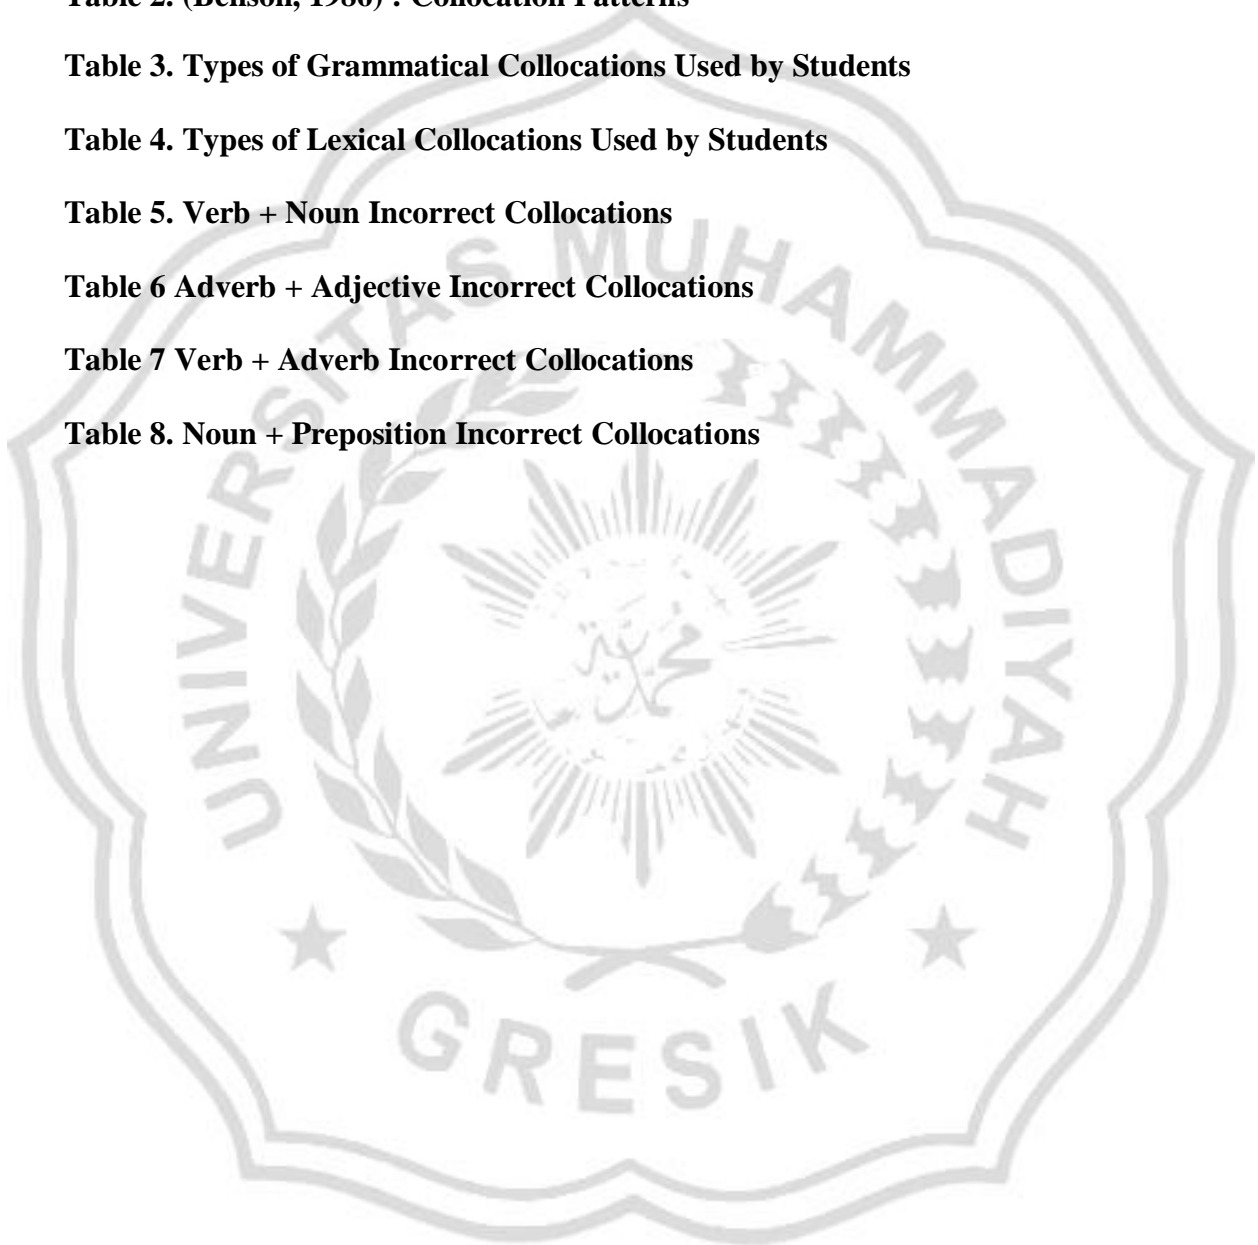 Table 2. (Benson, 1986) : Collocation Patterns
Table 3. Types of Grammatical Collocations Used by Students
Table 4. Types of Lexical Collocations Used by Students
Table 5. Verb + Noun Incorrect Collocations
Table 6 Adverb + Adjective Incorrect Collocations
Table 7 Verb + Adverb Incorrect Collocations
Table 8. Noun + Preposition Incorrect Collocations
UNIVERSITAS MUHAMMADIYAH
محمد
GRESIK